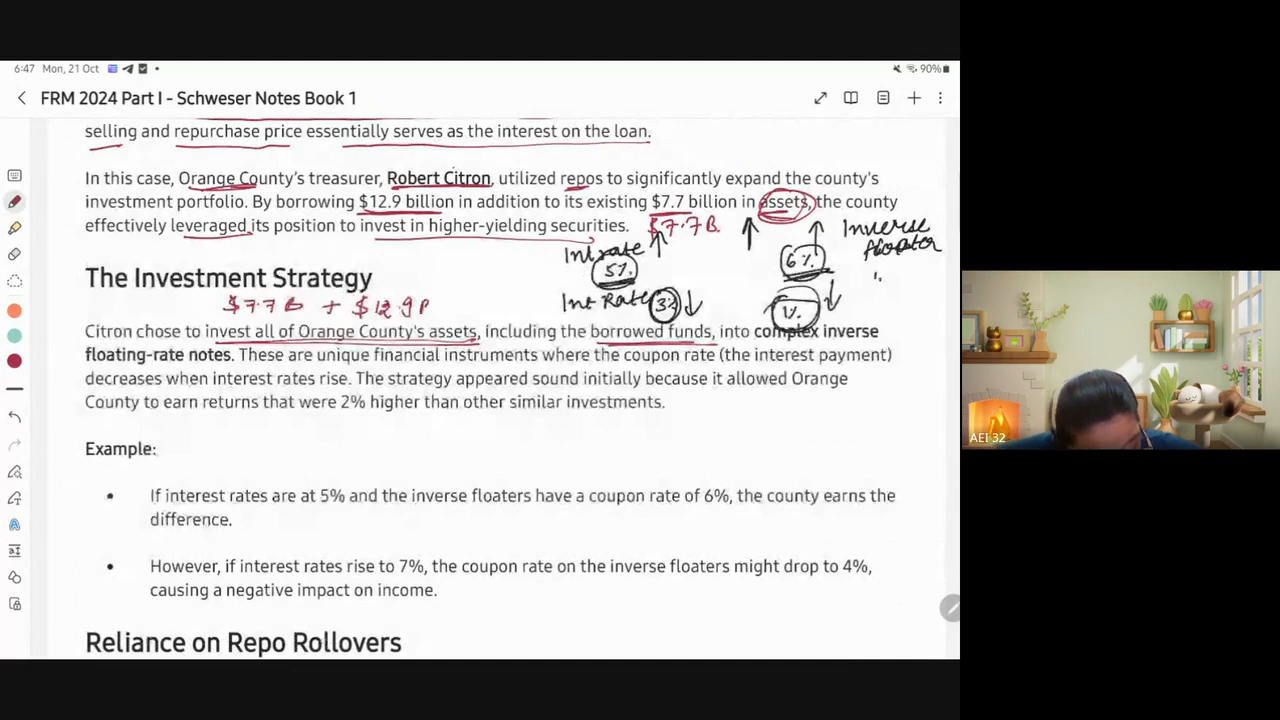 6:47 Mon, 21 Oct
90%
FRM 2024 Part I - Schweser Notes Book 1
selling and repurchase price essentially serves as the interest on the loan.
In this case, Orange County's treasurer, Robert Citron, utilized repos to significantly expand the county's
investment portfolio. By borrowing $12.9 billion in addition to its existing $7.7 billion in assets, the county
effectively leveraged its position to invest in higher-yielding securities.
$7.7 B.
Inverse
floater
Int rate
5%.
6%.
Int Rate 3%
1%.
The Investment Strategy
$7.7 B + $12.9
Citron chose to invest all of Orange County's assets, including the borrowed funds, into complex inverse
floating-rate notes. These are unique financial instruments where the coupon rate (the interest payment)
decreases when interest rates rise. The strategy appeared sound initially because it allowed Orange
County to earn returns that were 2% higher than other similar investments.
Example:
• If interest rates are at 5% and the inverse floaters have a coupon rate of 6%, the county earns the
difference.
• However, if interest rates rise to 7%, the coupon rate on the inverse floaters might drop to 4%,
causing a negative impact on income.
Reliance on Repo Rollovers
AEI 32